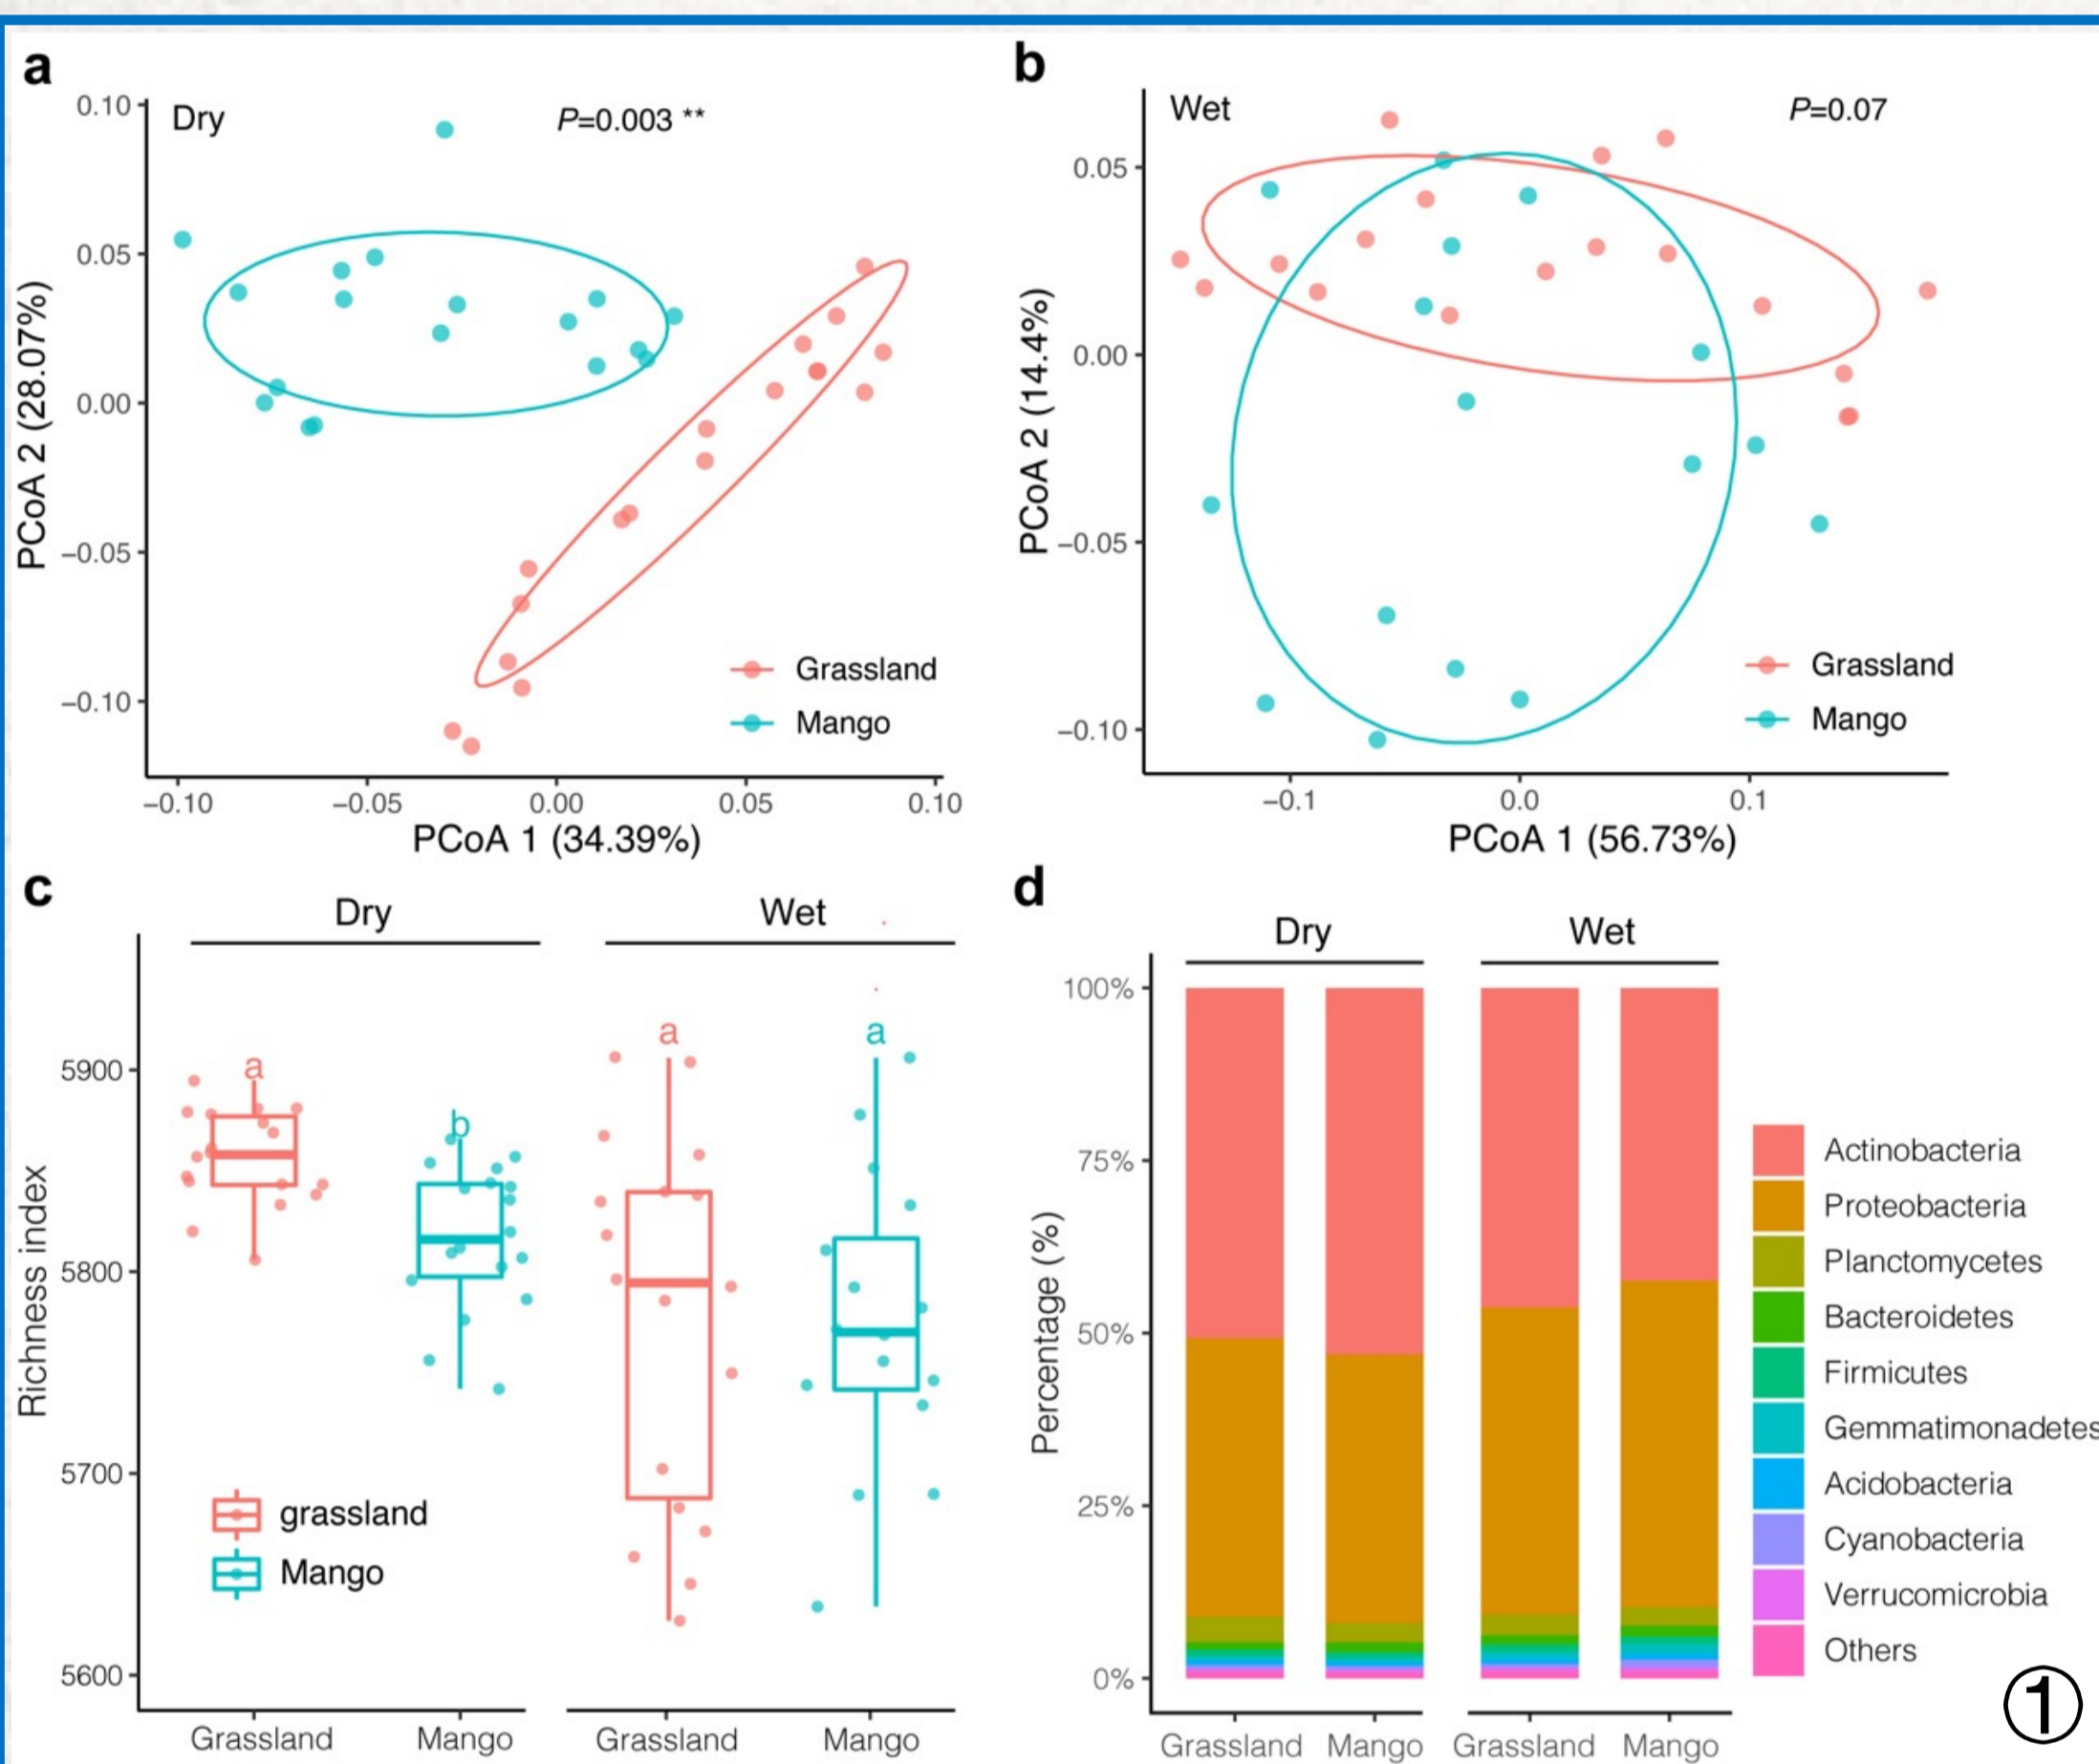 a
Dry
P=0.003 **
0.10
0.05
0.00
−0.05
−0.10
PCoA 2 (28.07%)
Grassland
Mango
−0.10
−0.05
0.00
0.05
0.10
PCoA 1 (34.39%)
b
Wet
P=0.07
0.05
0.00
−0.05
−0.10
PCoA 2 (14.4%)
Grassland
Mango
−0.1
0.0
0.1
PCoA 1 (56.73%)
c
Dry
Wet
a
b
a
a
5900
5800
5700
5600
Richness index
grassland
Mango
Grassland
Mango
Grassland
Mango
d
Dry
Wet
100%
75%
50%
25%
0%
Percentage (%)
Grassland
Mango
Grassland
Mango
Actinobacteria
Proteobacteria
Planctomycetes
Bacteroidetes
Firmicutes
Gemmatimonadetes
Acidobacteria
Cyanobacteria
Verrucomicrobia
Others
①